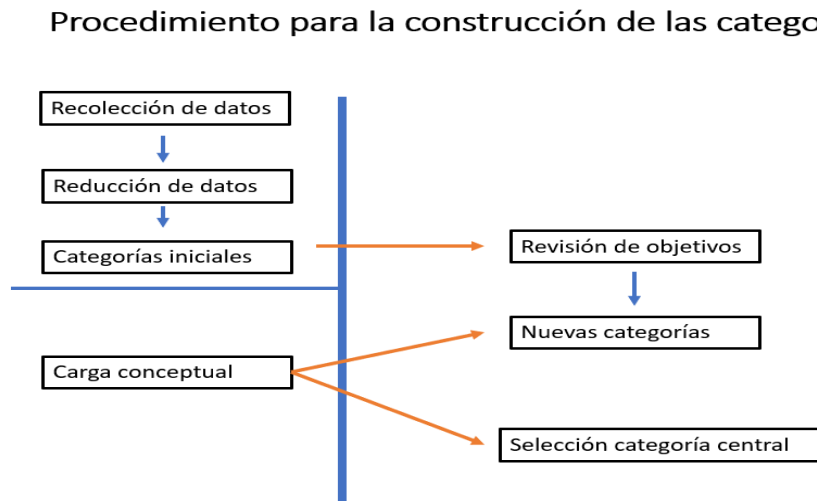 Procedimiento para la construcción de las catego
Recolección de datos
Reducción de datos
Categorías iniciales
Revisión de objetivos
Nuevas categorías
Carga conceptual
Selección categoría central